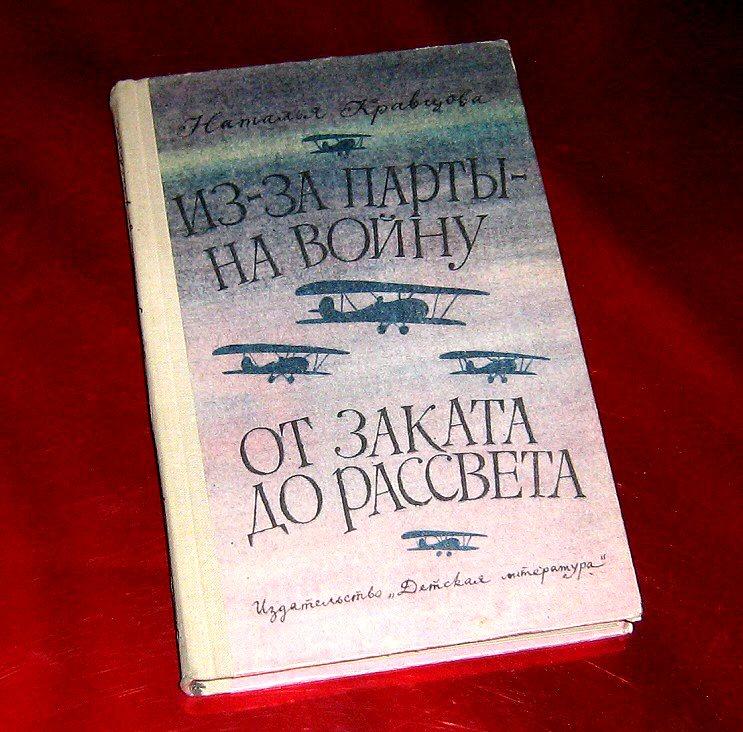 Наталья Кравцова
ИЗ-ЗА ПАРТЫ-
НА ВОЙНУ
ОТ ЗАКАТА
ДО РАССВЕТА
Издательство „Детская литература"